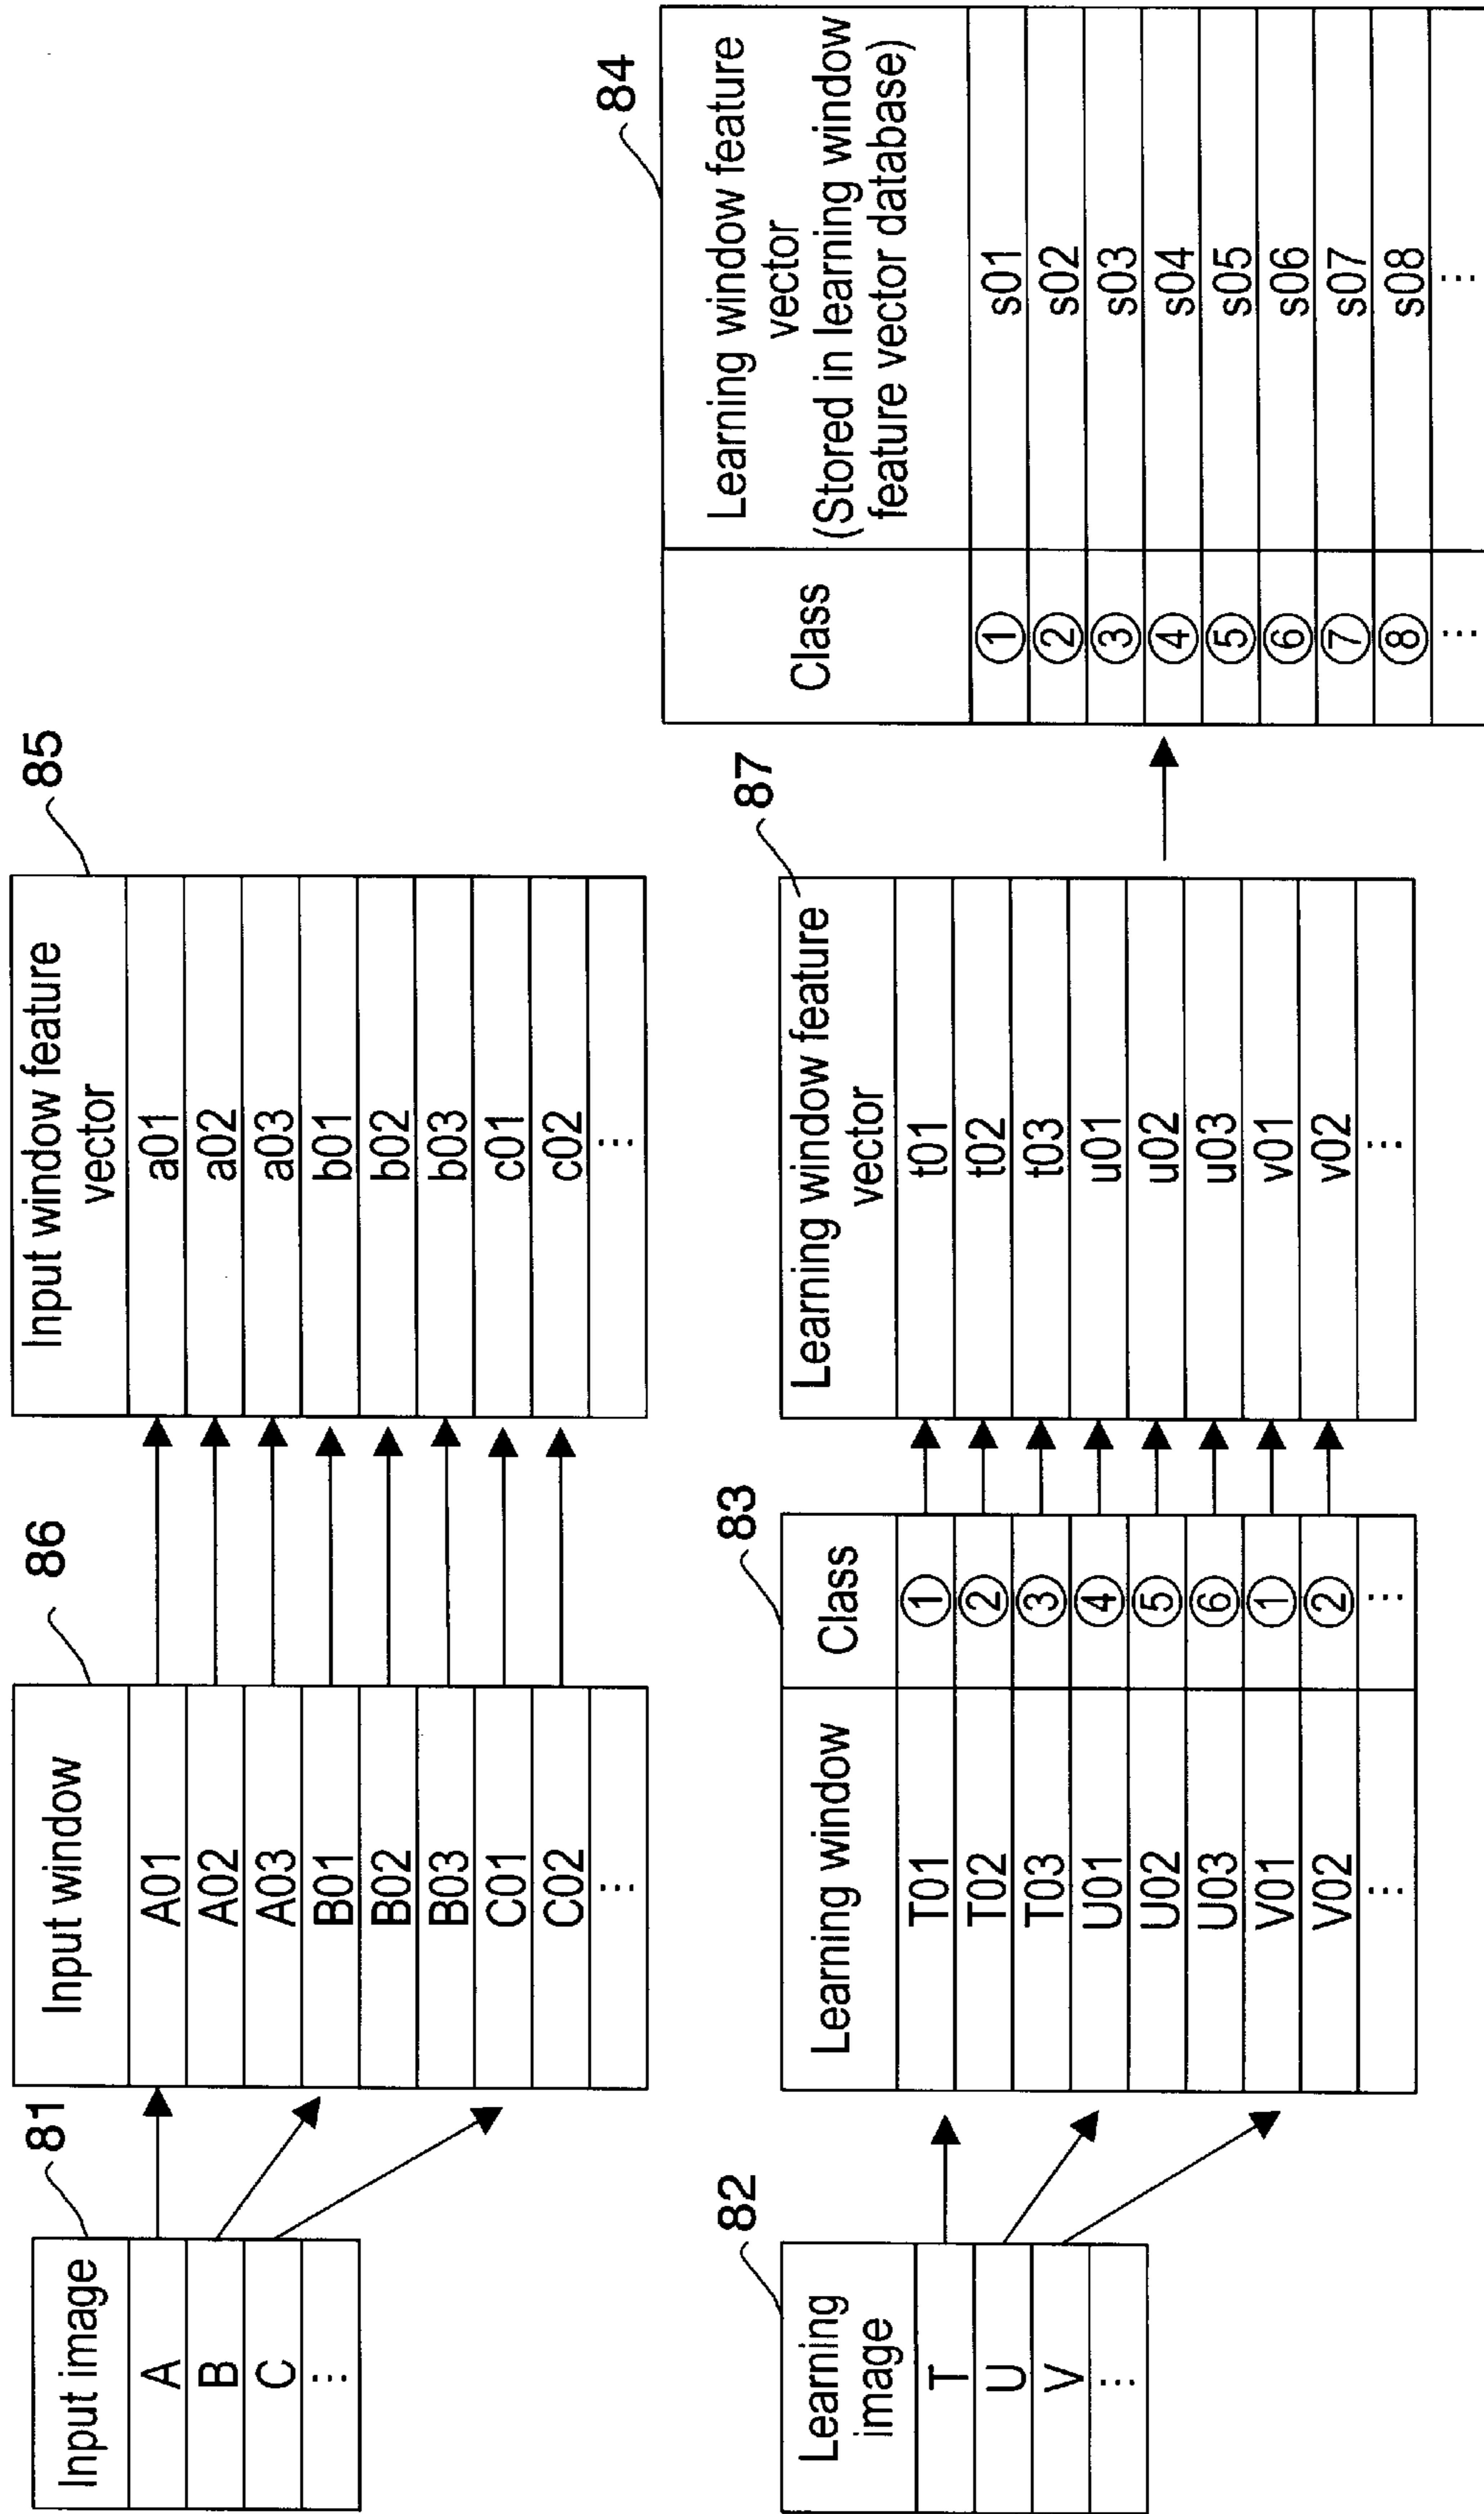 81
Input image
A
B
C
...
86
Input window
A01
A02
A03
B01
B02
B03
C01
C02
...
85
Input window feature
vector
a01
a02
a03
b01
b02
b03
c01
c02
...
82
Learning
image
T
U
V
...
83
Learning window Class
T01 ①
T02 ②
T03 ③
U01 ④
U02 ⑤
U03 ⑥
V01 ①
V02 ②
... ...
87
Learning window feature
vector
t01
t02
t03
u01
u02
u03
v01
v02
...
84
Class
Learning window feature
vector
(Stored in learning window
feature vector database)
① s01
② s02
③ s03
④ s04
⑤ s05
⑥ s06
⑦ s07
⑧ s08
... ...